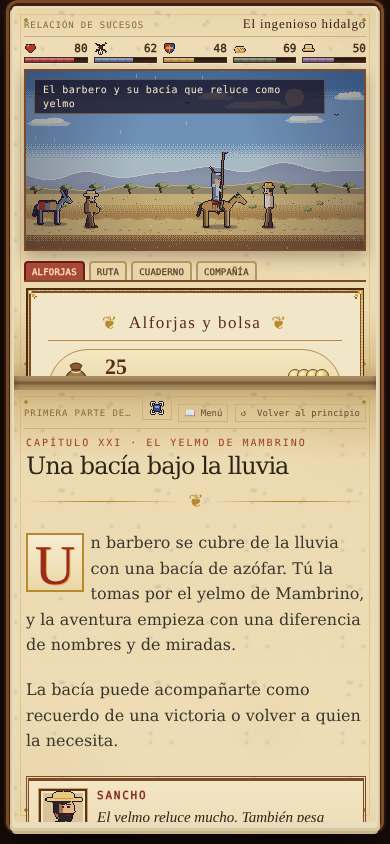 RELACIÓN DE SUCESOS
El ingenioso hidalgo
80 62 48 69 50
El barbero y su bacía que reluce como
yelmo
ALFORJAS RUTA CUADERNO COMPAÑÍA
Alforjas y bolsa
25
PRIMERA PARTE DE…
Menú
↺ Volver al principio
CAPÍTULO XXI · EL YELMO DE MAMBRINO
Una bacía bajo la lluvia
Un barbero se cubre de la lluvia
con una bacía de azófar. Tú la
tomas por el yelmo de Mambrino,
y la aventura empieza con una diferencia
de nombres y de miradas.
La bacía puede acompañarte como
recuerdo de una victoria o volver a quien
la necesita.
SANCHO
El yelmo reluce mucho. También pesa